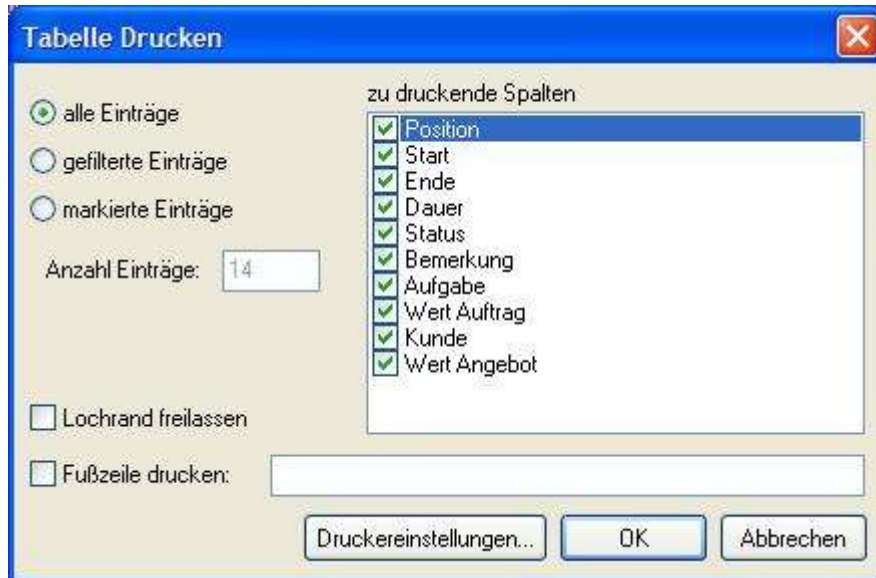 Tabelle Drucken
alle Einträge
gefilterte Einträge
markierte Einträge
Anzahl Einträge: 14
zu druckende Spalten
Position
Start
Ende
Dauer
Status
Bemerkung
Aufgabe
Wert Auftrag
Kunde
Wert Angebot
Lochrand freilassen
Fußzeile drucken:
Druckereinstellungen... OK Abbrechen